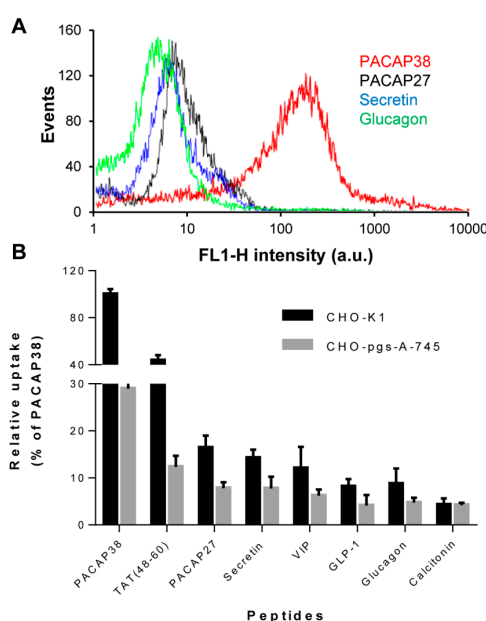 A
160
120
80
40
0
Events
PACAP38
PACAP27
Secretin
Glucagon
1 10 100 1000 10000
FL1-H intensity (a.u.)
B
120
80
40
30
20
10
0
Relative uptake
(% of PACAP38)
CHO-K1
CHO-pgs-A-745
PACAP38
TAT(48-60)
PACAP27
Secretin
VIP
GLP-1
Glucagon
Calcitonin
Peptides